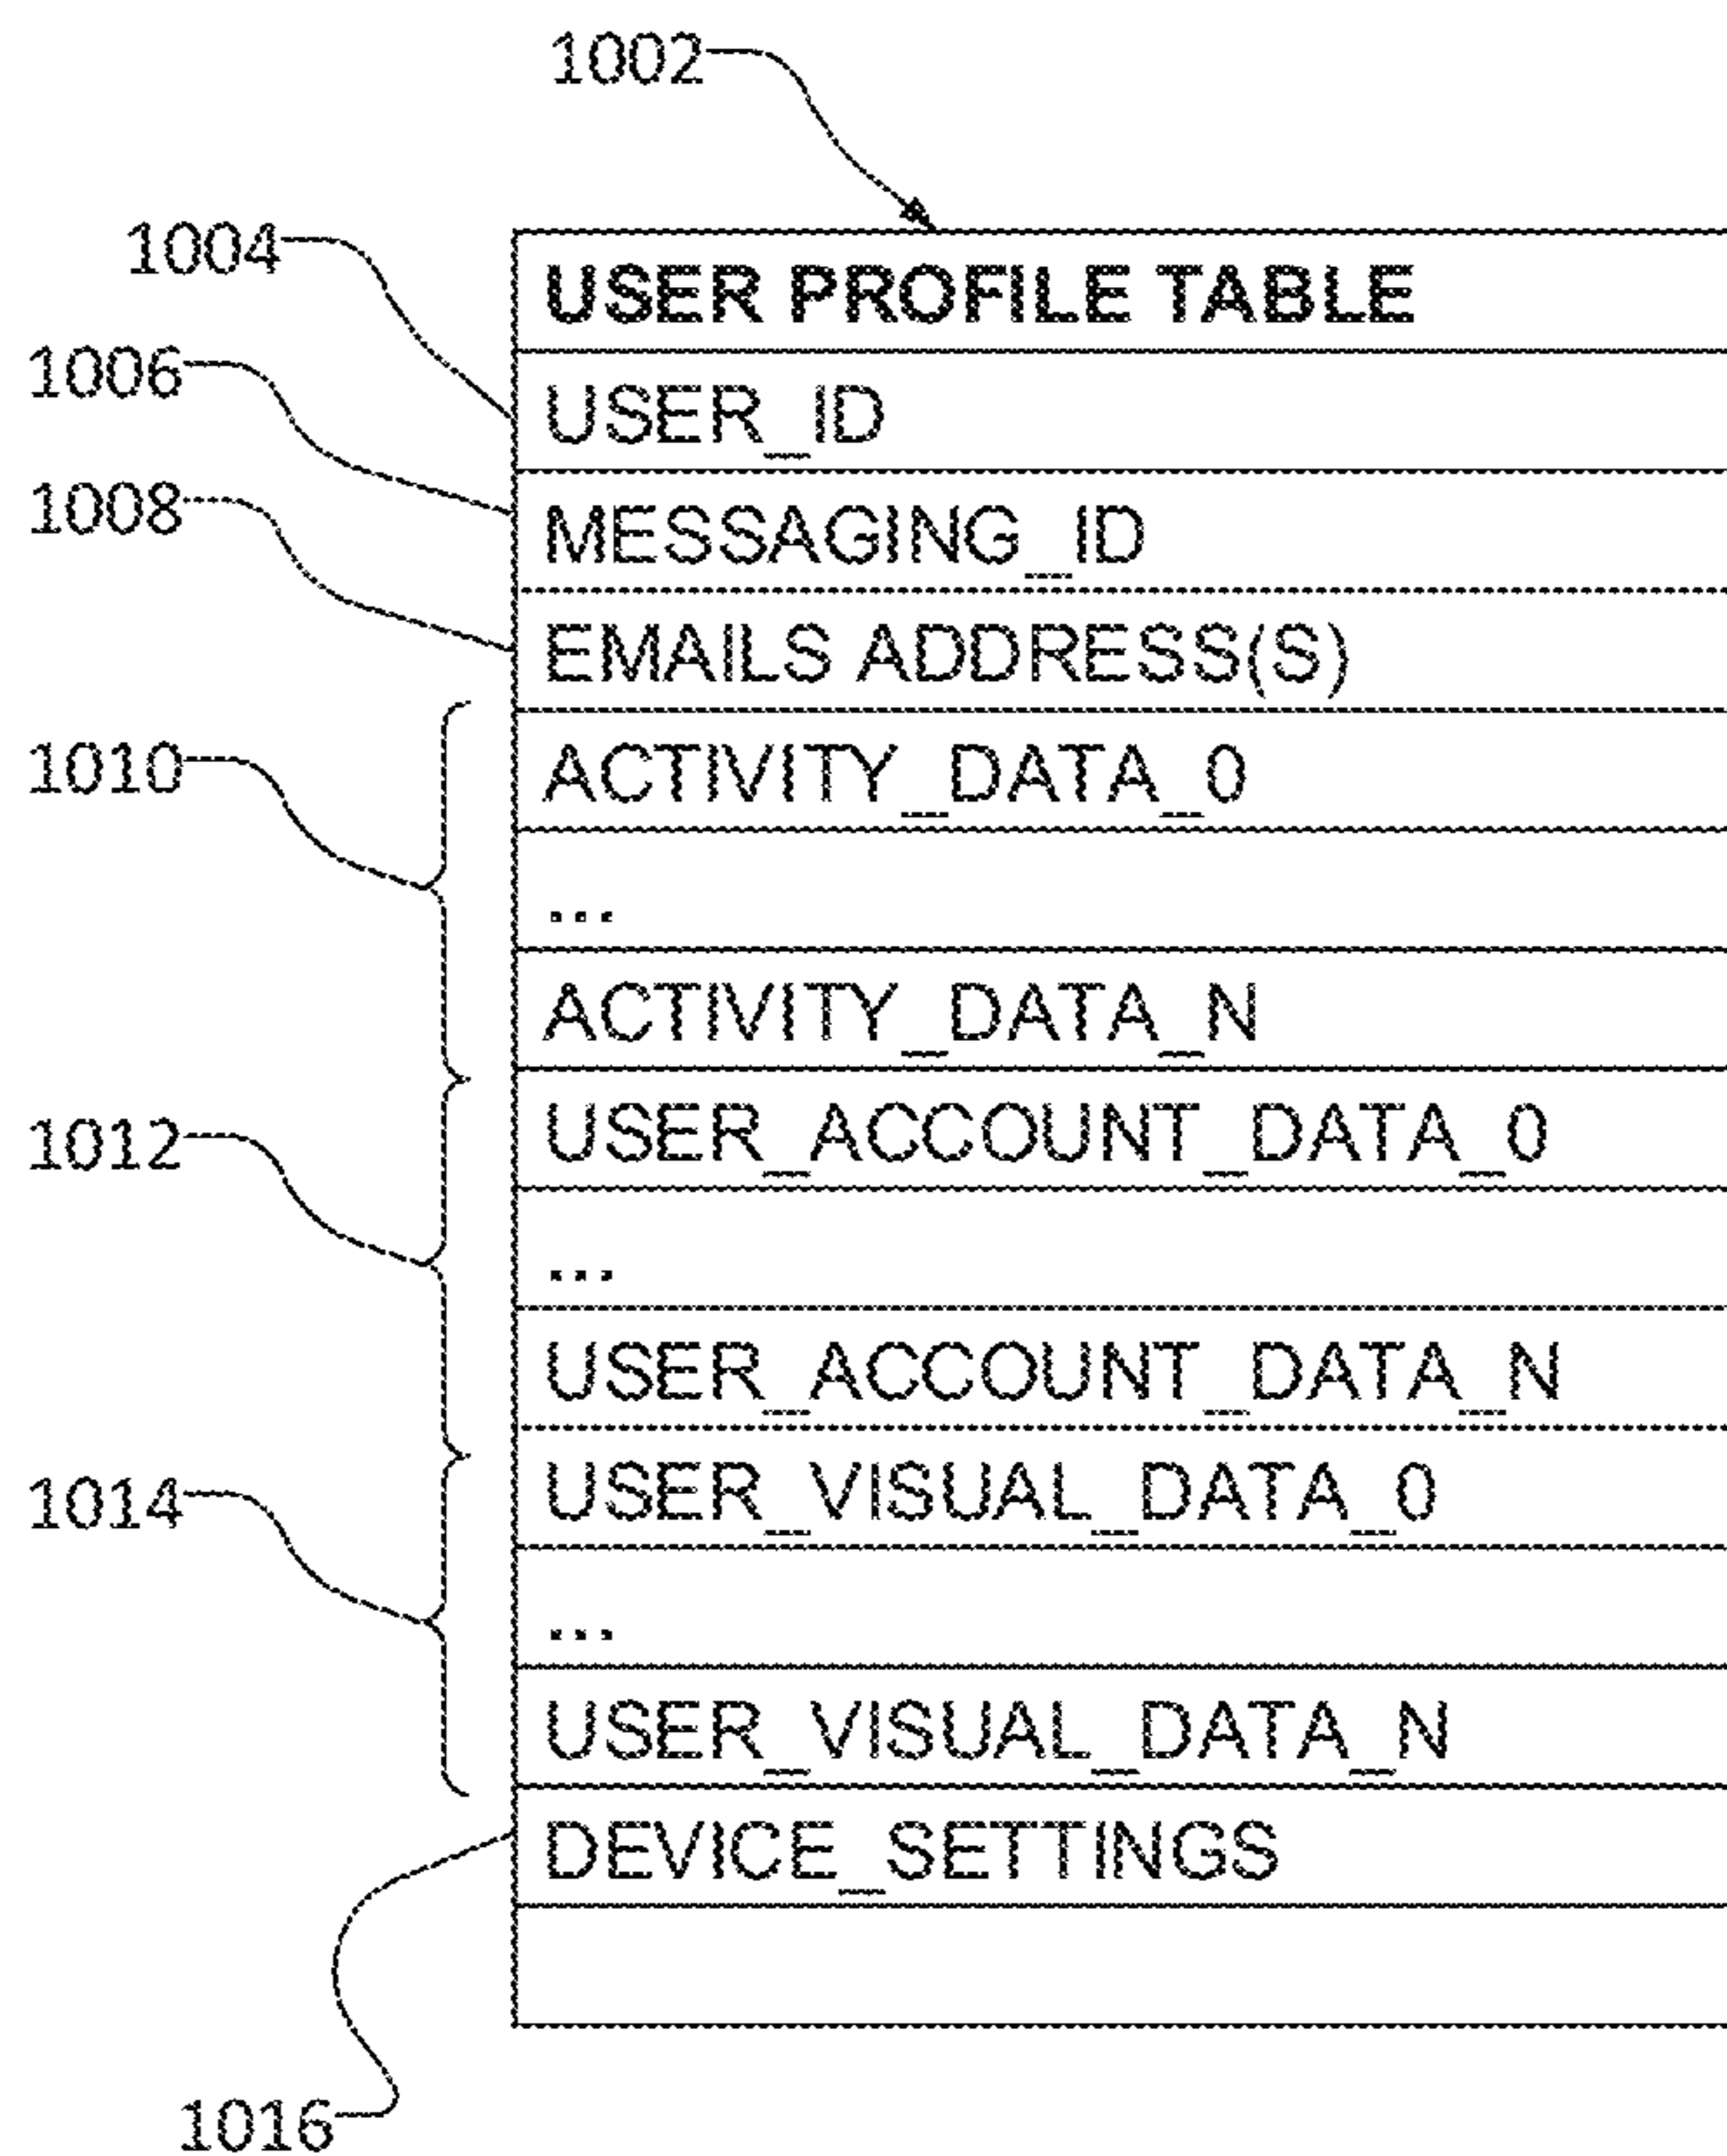 1002
1004
USER PROFILE TABLE
1006
USER_ID
1008
MESSAGING_ID
EMAILS ADDRESS(S)
1010
ACTIVITY_DATA_0
...
ACTIVITY_DATA_N
1012
USER_ACCOUNT_DATA_0
...
USER_ACCOUNT_DATA_N
1014
USER_VISUAL_DATA_0
...
USER_VISUAL_DATA_N
DEVICE_SETTINGS
1016